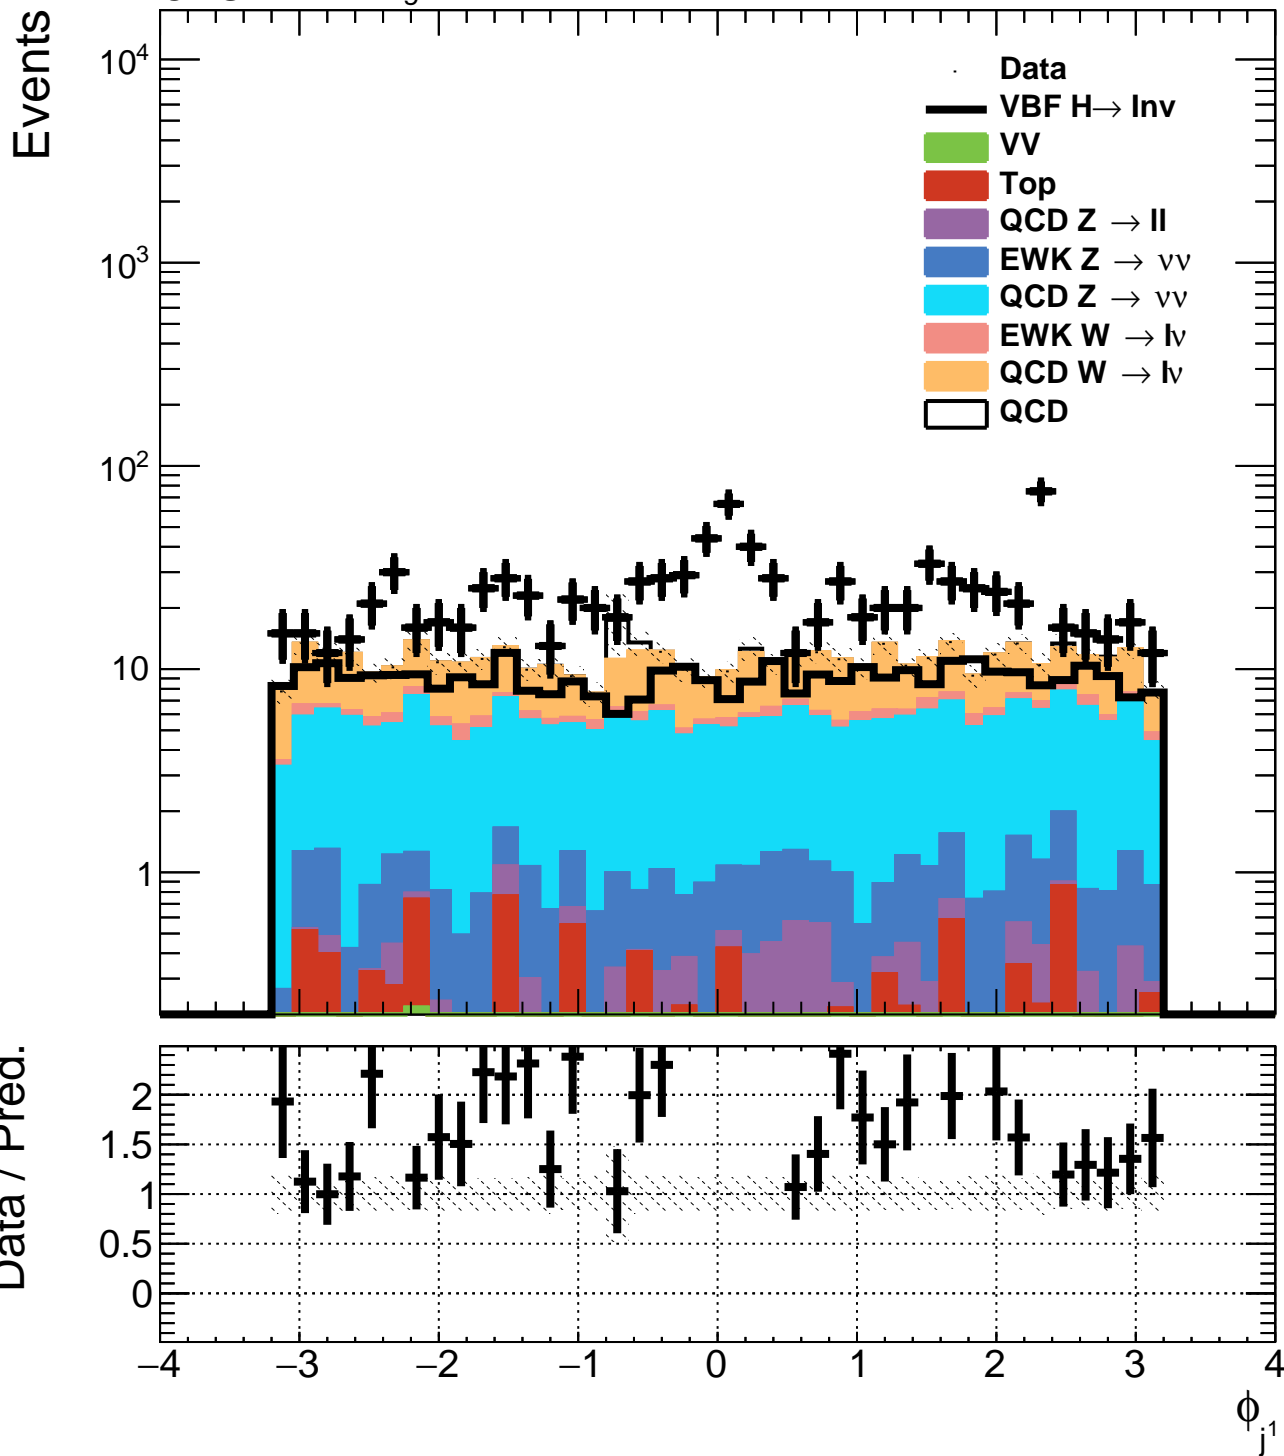 Events
10⁴
10³
10²
10
1
Data
VBF H→ Inv
VV
Top
QCD Z → ll
EWK Z → νν
QCD Z → νν
EWK W → lν
QCD W → lν
QCD
Data / Pred.
2
1.5
1
0.5
0
−4 −3 −2 −1 0 1 2 3 4
ϕj1